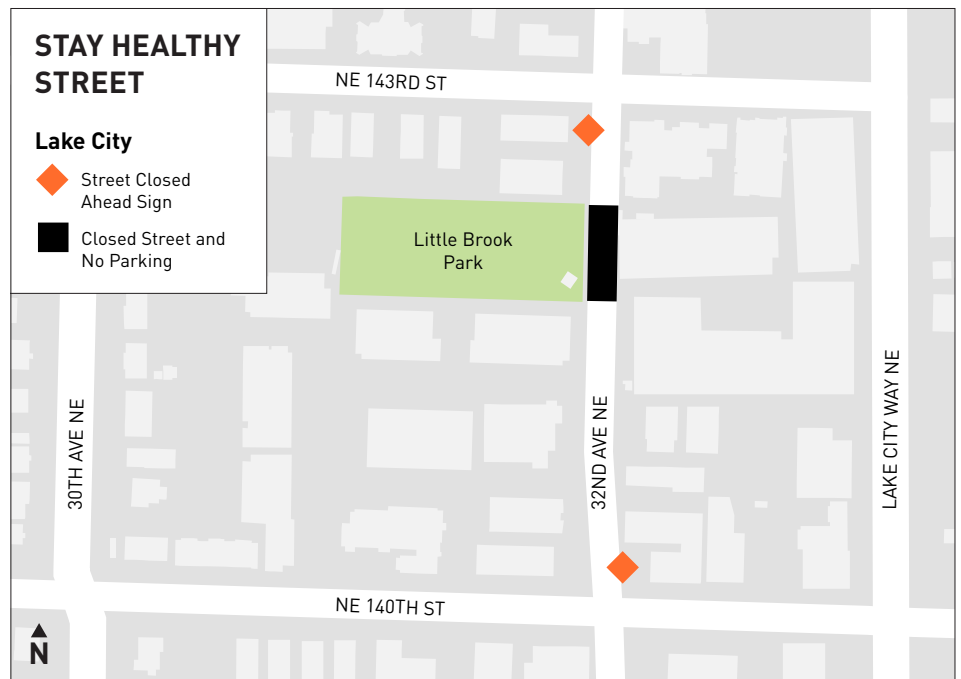 STAY HEALTHY
STREET
Lake City
Street Closed
Ahead Sign
Closed Street and
No Parking
NE 143RD ST
Little Brook
Park
30TH AVE NE
32ND AVE NE
LAKE CITY WAY NE
NE 140TH ST
N